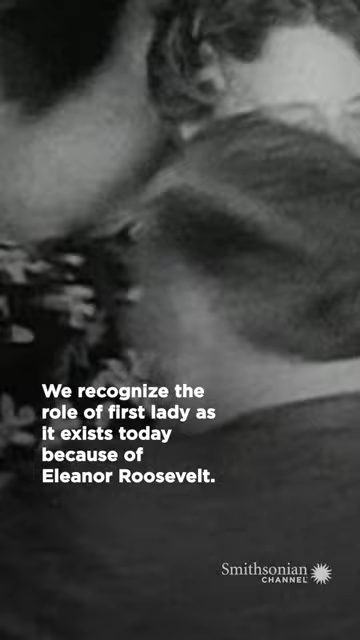 We recognize the
role of first lady as
it exists today
because of
Eleanor Roosevelt.
Smithsonian
CHANNEL